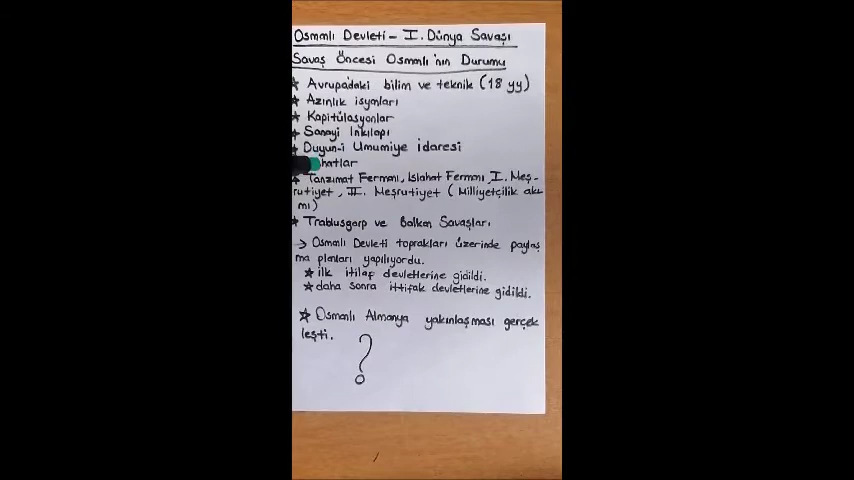 Osmanlı Devleti - I. Dünya Savaşı
Savaş Öncesi Osmanlı'nın Durumu
* Avrupa'daki bilim ve teknik (18 yy)
* Azınlık isyanları
* Kapitülasyonlar
* Sanayi İnkılapı
* Duyun-i Umumiye idaresi
* Tanzimat Fermanı, Islahat Fermanı, I. Meş-
rutiyet, II. Meşrutiyet (Milliyetçilik akı
mı)
* Trablusgarp ve Balkan Savaşları
→ Osmanlı Devleti toprakları üzerinde paylaş
ma planları yapılıyordu.
* ilk itilaf devletlerine gidildi.
* daha sonra ittifak devletlerine gidildi.
* Osmanlı Almanya yakınlaşması gerçek
leşti.
?